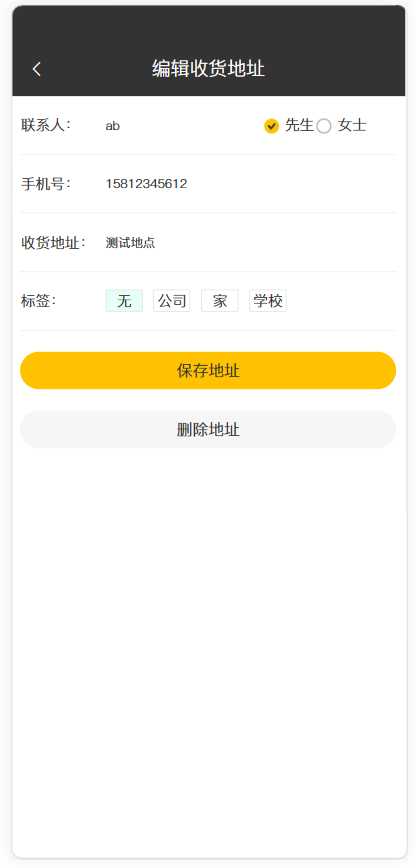 编辑收货地址
联系人： ab 先生 女士
手机号： 15812345612
收货地址： 测试地点
标签： 无 公司 家 学校
保存地址
删除地址